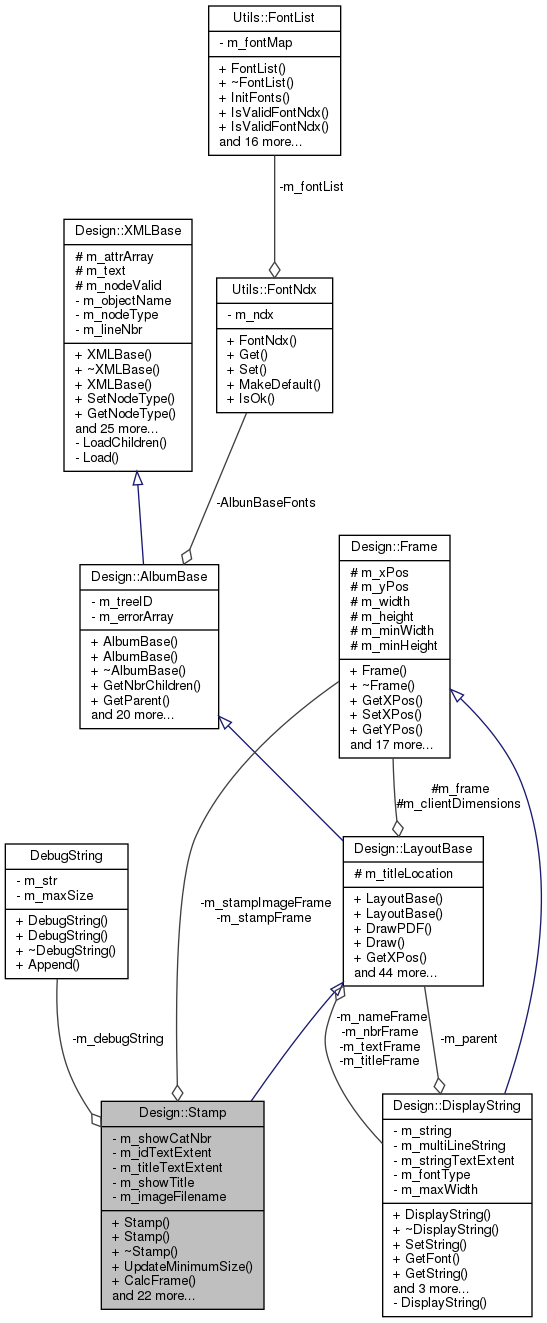 Utils::FontList
- m_fontMap
+ FontList()
+ ~FontList()
+ InitFonts()
+ IsValidFontNdx()
+ IsValidFontNdx()
and 16 more...
-m_fontList
Design::XMLBase
# m_attrArray
# m_text
# m_nodeValid
- m_objectName
- m_nodeType
- m_lineNbr
+ XMLBase()
+ ~XMLBase()
+ XMLBase()
+ SetNodeType()
+ GetNodeType()
and 25 more...
- LoadChildren()
- Load()
Utils::FontNdx
- m_ndx
+ FontNdx()
+ Get()
+ Set()
+ MakeDefault()
+ IsOk()
-AlbunBaseFonts
Design::AlbumBase
- m_treeID
- m_errorArray
+ AlbumBase()
+ AlbumBase()
+ ~AlbumBase()
+ GetNbrChildren()
+ GetParent()
and 20 more...
Design::Frame
# m_xPos
# m_yPos
# m_width
# m_height
# m_minWidth
# m_minHeight
+ Frame()
+ ~Frame()
+ GetXPos()
+ SetXPos()
+ GetYPos()
and 17 more...
#m_frame
#m_clientDimensions
DebugString
- m_str
- m_maxSize
+ DebugString()
+ DebugString()
+ ~DebugString()
+ Append()
Design::LayoutBase
# m_titleLocation
+ LayoutBase()
+ LayoutBase()
+ DrawPDF()
+ Draw()
+ GetXPos()
and 44 more...
-m_stampImageFrame
-m_stampFrame
-m_debugString
-m_nameFrame
-m_nbrFrame
-m_textFrame
-m_titleFrame
-m_parent
Design::Stamp
- m_showCatNbr
- m_idTextExtent
- m_titleTextExtent
- m_showTitle
- m_imageFilename
+ Stamp()
+ Stamp()
+ ~Stamp()
+ UpdateMinimumSize()
+ CalcFrame()
and 22 more...
Design::DisplayString
- m_string
- m_multiLineString
- m_stringTextExtent
- m_fontType
- m_maxWidth
+ DisplayString()
+ ~DisplayString()
+ SetString()
+ GetFont()
+ GetString()
and 3 more...
- DisplayString()